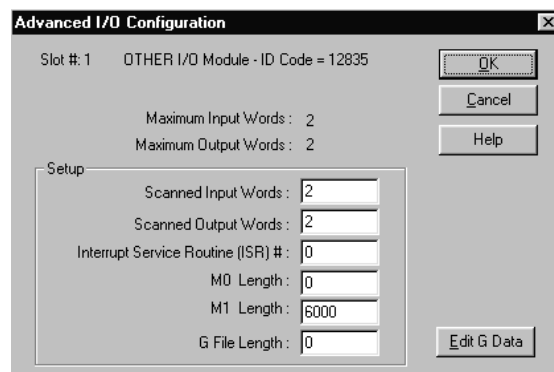 Advanced I/O Configuration
Slot #: 1 OTHER I/O Module - ID Code = 12835
OK
Cancel
Help
Maximum Input Words : 2
Maximum Output Words : 2
Setup
Scanned Input Words : 2
Scanned Output Words : 2
Interrupt Service Routine (ISR) # : 0
M0 Length : 0
M1 Length : 6000
G File Length : 0
Edit G Data